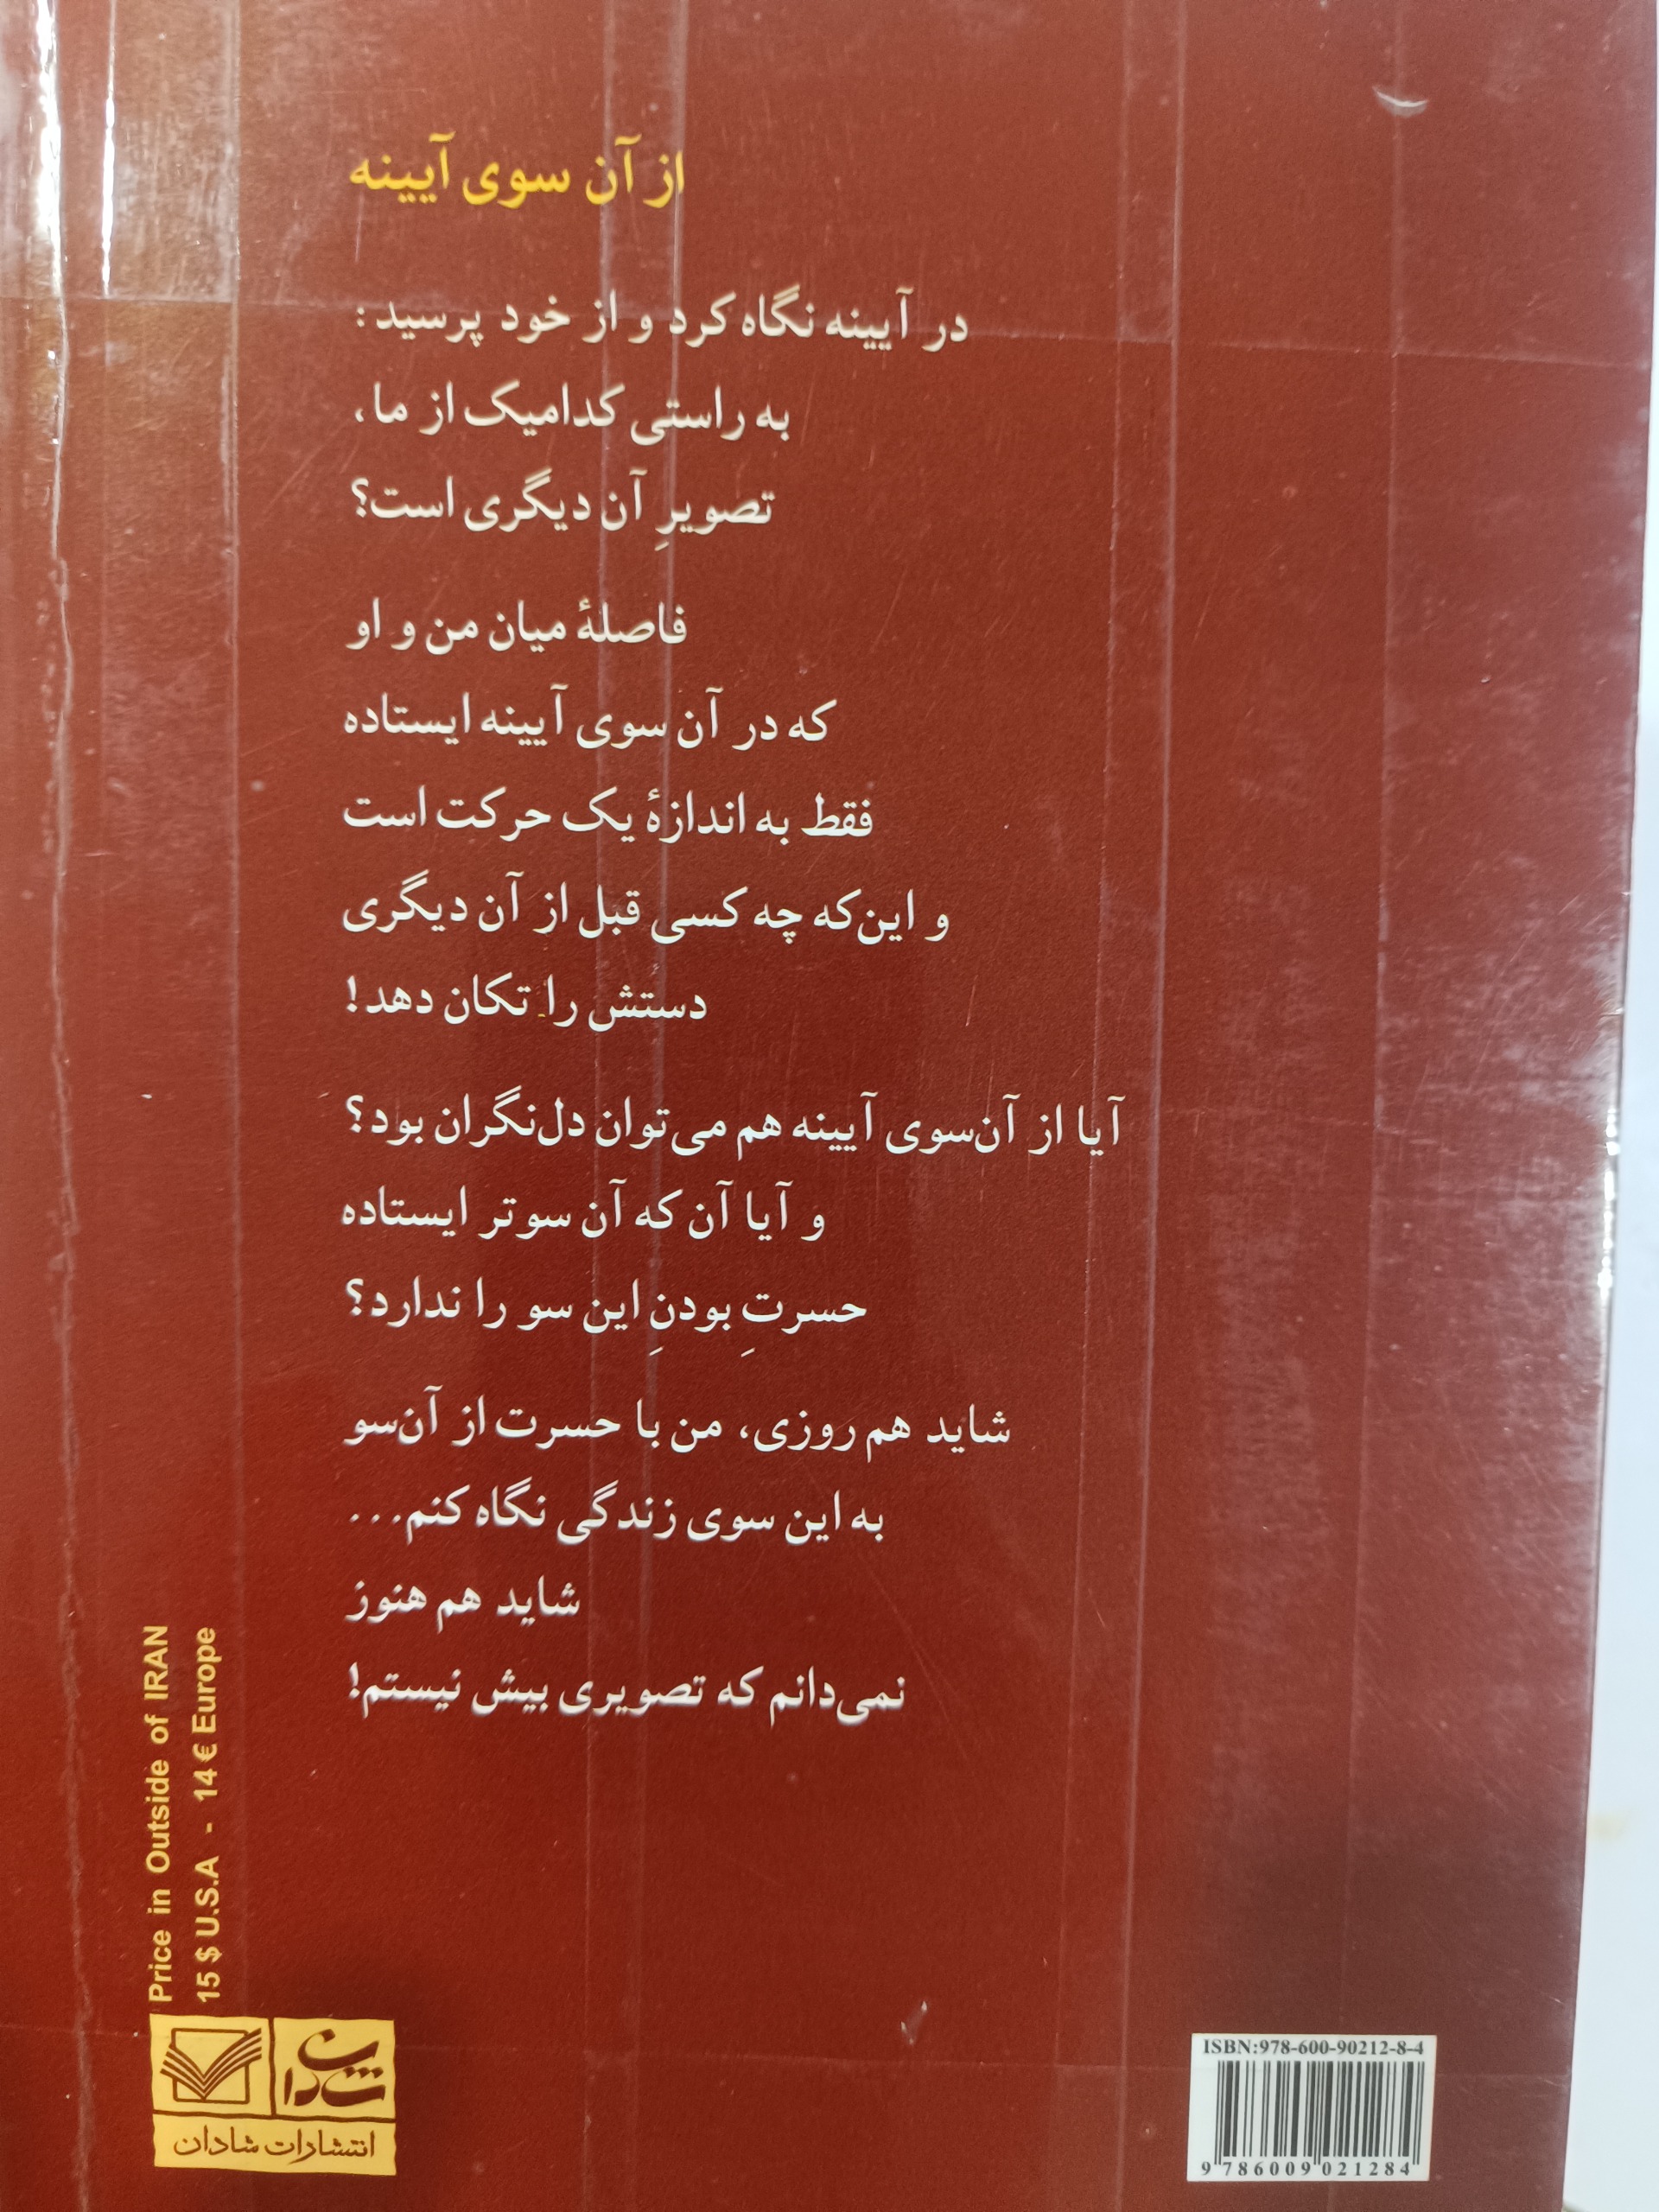 از آن سوی آیینه
در آیینه نگاه کرد و از خود پرسید:
به راستی کدامیک از ما،
تصویرِ آن دیگری است؟
فاصلهٔ میان من و او
که در آن سوی آیینه ایستاده
فقط به اندازهٔ یک حرکت است
و این‌که چه کسی قبل از آن دیگری
دستش را تکان دهد!
آیا از آن‌سوی آیینه هم می‌توان دل‌نگران بود؟
و آیا آن که آن سوتر ایستاده
حسرتِ بودنِ این سو را ندارد؟
شاید هم روزی، من با حسرت از آن‌سو
به این سوی زندگی نگاه کنم...
شاید هم هنوز
نمی‌دانم که تصویری بیش نیستم!
Price in Outside of IRAN
15 $ U.S.A - 14 € Europe
شادان
انتشارات شادان
ISBN:978-600-90212-8-4
9 786009 021284